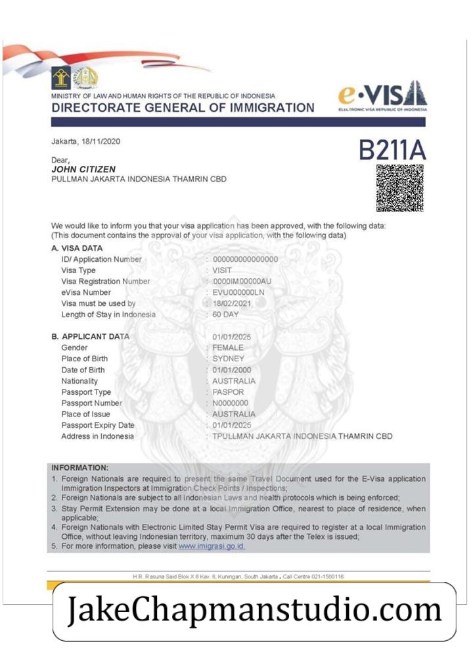 MINISTRY OF LAW AND HUMAN RIGHTS OF THE REPUBLIC OF INDONESIA
DIRECTORATE GENERAL OF IMMIGRATION
e-VISA
ELECTRONIC VISA REPUBLIC OF INDONESIA
Jakarta, 18/11/2020
B211A
Dear,
JOHN CITIZEN
PULLMAN JAKARTA INDONESIA THAMRIN CBD
We would like to inform you that your visa application has been approved, with the following data:
(This document contains the approval of your visa application, with the following data)
A. VISA DATA
ID/ Application Number : 000000000000000
Visa Type : VISIT
Visa Registration Number : 0000IM00000AU
eVisa Number : EVU000000LN
Visa must be used by : 18/02/2021
Length of Stay in Indonesia : 60 DAY
B. APPLICANT DATA : 01/01/2025
Gender : FEMALE
Place of Birth : SYDNEY
Date of Birth : 01/01/2000
Nationality : AUSTRALIA
Passport Type : PASPOR
Passport Number : N0000000
Place of Issue : AUSTRALIA
Passport Expiry Date : 01/01/2025
Address in Indonesia : TPULLMAN JAKARTA INDONESIA THAMRIN CBD
INFORMATION:
1. Foreign Nationals are required to present the same Travel Document used for the E-Visa application
Immigration Inspectors at Immigration Check Points / Inspections;
2. Foreign Nationals are subject to all Indonesian Laws and health protocols which is being enforced;
3. Stay Permit Extension may be done at a local Immigration Office, nearest to place of residence, when
applicable;
4. Foreign Nationals with Electronic Limited Stay Permit Visa are required to register at a local Immigration
Office, without leaving Indonesian territory, maximum 30 days after the Telex is issued;
5. For more information, please visit www.imigrasi.go.id.
H.R. Rasuna Said Blok X 6 Kav. 8, Kuningan, South Jakarta , Call Centre 021-1500116
JakeChapmanstudio.com